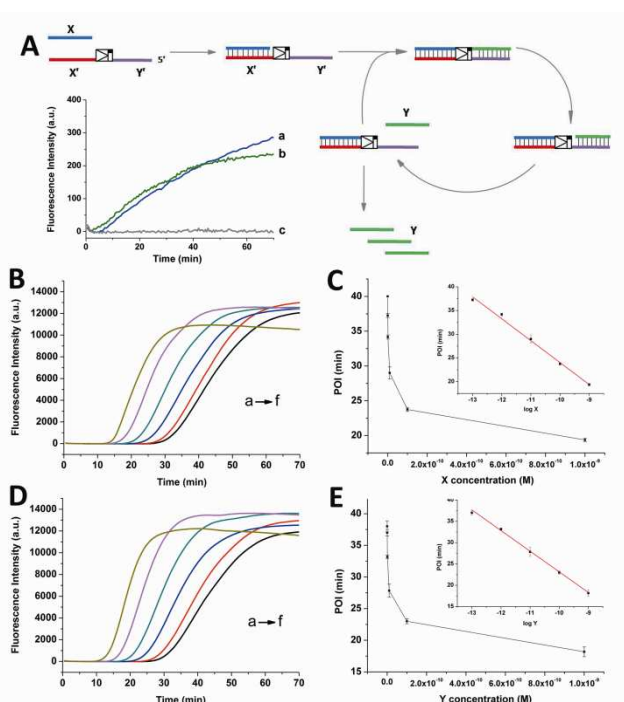 A
X
X' Y' 5'
X' Y'
Y
Y
Fluorescence Intensity (a.u.)
400
300
200
100
0
a
b
c
0 20 40 60
Time (min)
B
Fluorescence Intensity (a.u.)
14000
12000
10000
8000
6000
4000
2000
0
a→f
0 10 20 30 40 50 60 70
Time (min)
C
POI (min)
40
35
30
25
20
0.0 2.0x10⁻¹⁰ 4.0x10⁻¹⁰ 6.0x10⁻¹⁰ 8.0x10⁻¹⁰ 1.0x10⁻⁹
X concentration (M)
POI (min)
40
35
30
25
20
-13 -12 -11 -10 -9
log X
D
Fluorescence Intensity (a.u.)
14000
12000
10000
8000
6000
4000
2000
0
a→f
0 10 20 30 40 50 60 70
Time (min)
E
POI (min)
40
35
30
25
20
15
0.0 2.0x10⁻¹⁰ 4.0x10⁻¹⁰ 6.0x10⁻¹⁰ 8.0x10⁻¹⁰ 1.0x10⁻⁹
Y concentration (M)
POI (min)
40
35
30
25
20
15
-13 -12 -11 -10 -9
log Y